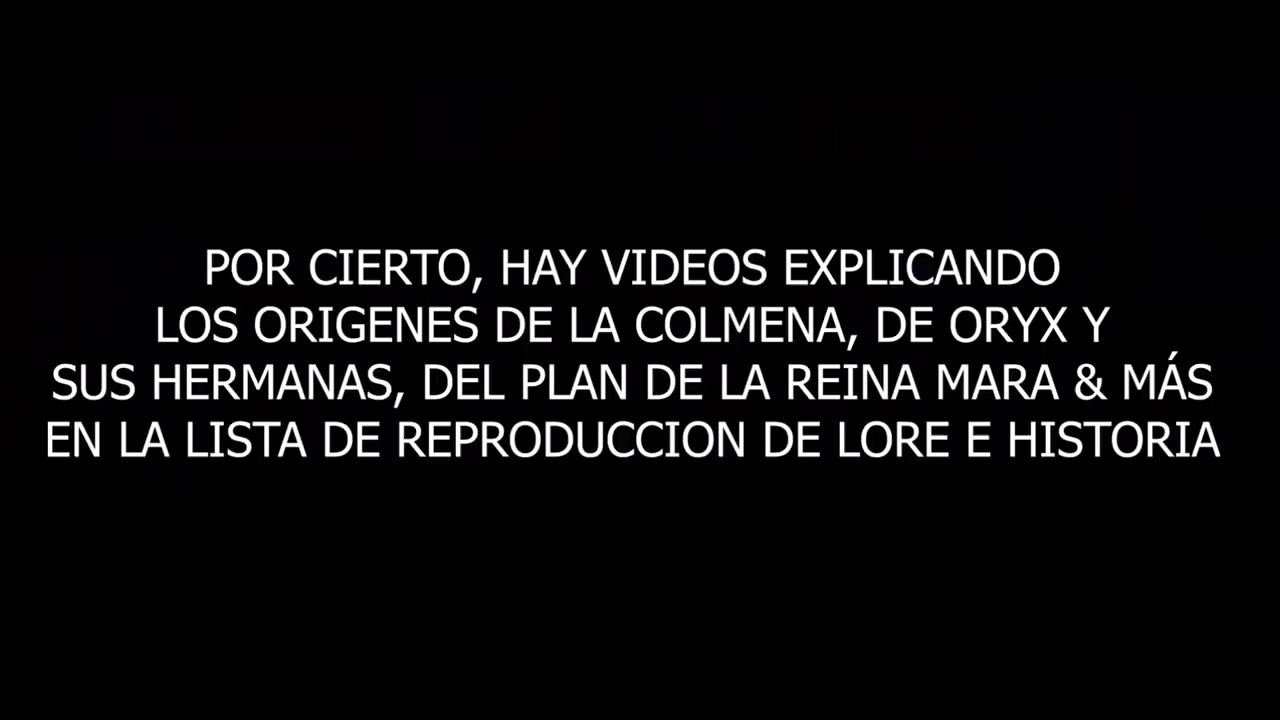 POR CIERTO, HAY VIDEOS EXPLICANDO
LOS ORIGENES DE LA COLMENA, DE ORYX Y
SUS HERMANAS, DEL PLAN DE LA REINA MARA & MÁS
EN LA LISTA DE REPRODUCCION DE LORE E HISTORIA